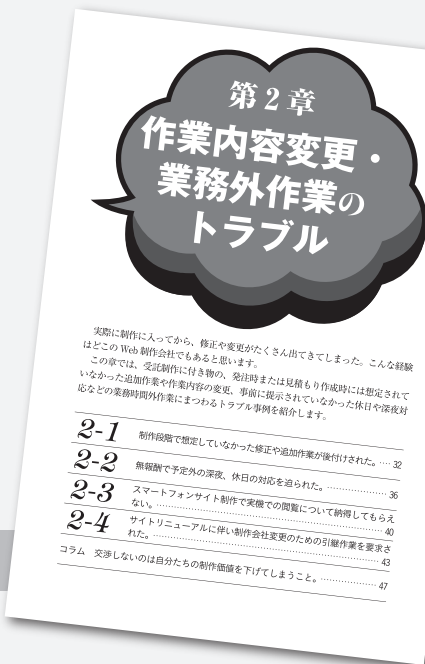 第2章
作業内容変更・
業務外作業の
トラブル
実際に制作に入ってから、修正や変更がたくさん出てきてしまった。こんな経験
はどこの Web 制作会社でもあると思います。
この章では、受託制作に付き物の、発注時または見積もり作成時には想定されて
いなかった追加作業や作業内容の変更、事前に提示されていなかった休日や深夜対
応などの業務時間外作業にまつわるトラブル事例を紹介します。
2-1 制作段階で想定していなかった修正や追加作業が後付けされた。… 32
2-2 無報酬で予定外の深夜、休日の対応を迫られた。…………………… 36
2-3 スマートフォンサイト制作で実機での閲覧について納得してもらえ
ない。…………………………………………………………………… 40
2-4 サイトリニューアルに伴い制作会社変更のための引継作業を要求さ
れた。…………………………………………………………………… 43
コラム 交渉しないのは自分たちの制作価値を下げてしまうこと。…………… 47